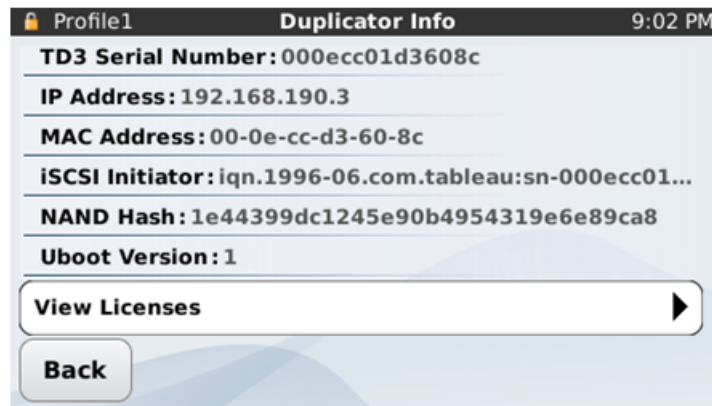 Profile1 Duplicator Info 9:02 PM
TD3 Serial Number: 000ecc01d3608c
IP Address: 192.168.190.3
MAC Address: 00-0e-cc-d3-60-8c
iSCSI Initiator: iqn.1996-06.com.tableau:sn-000ecc01...
NAND Hash: 1e44399dc1245e90b4954319e6e89ca8
Uboot Version: 1
View Licenses
Back